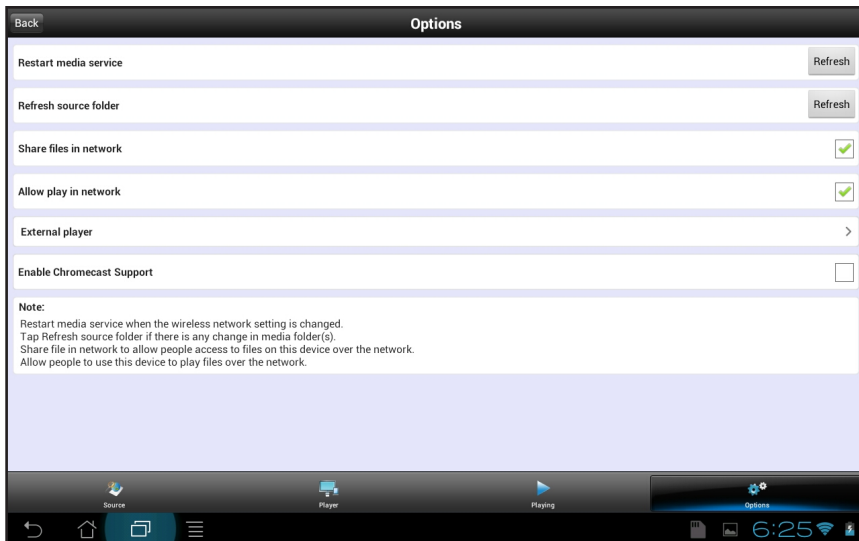 Back
Options
Restart media service
Refresh
Refresh source folder
Refresh
Share files in network
Allow play in network
External player
Enable Chromecast Support
Note:
Restart media service when the wireless network setting is changed.
Tap Refresh source folder if there is any change in media folder(s).
Share file in network to allow people access to files on this device over the network.
Allow people to use this device to play files over the network.
Source
Player
Playing
Options
6:25